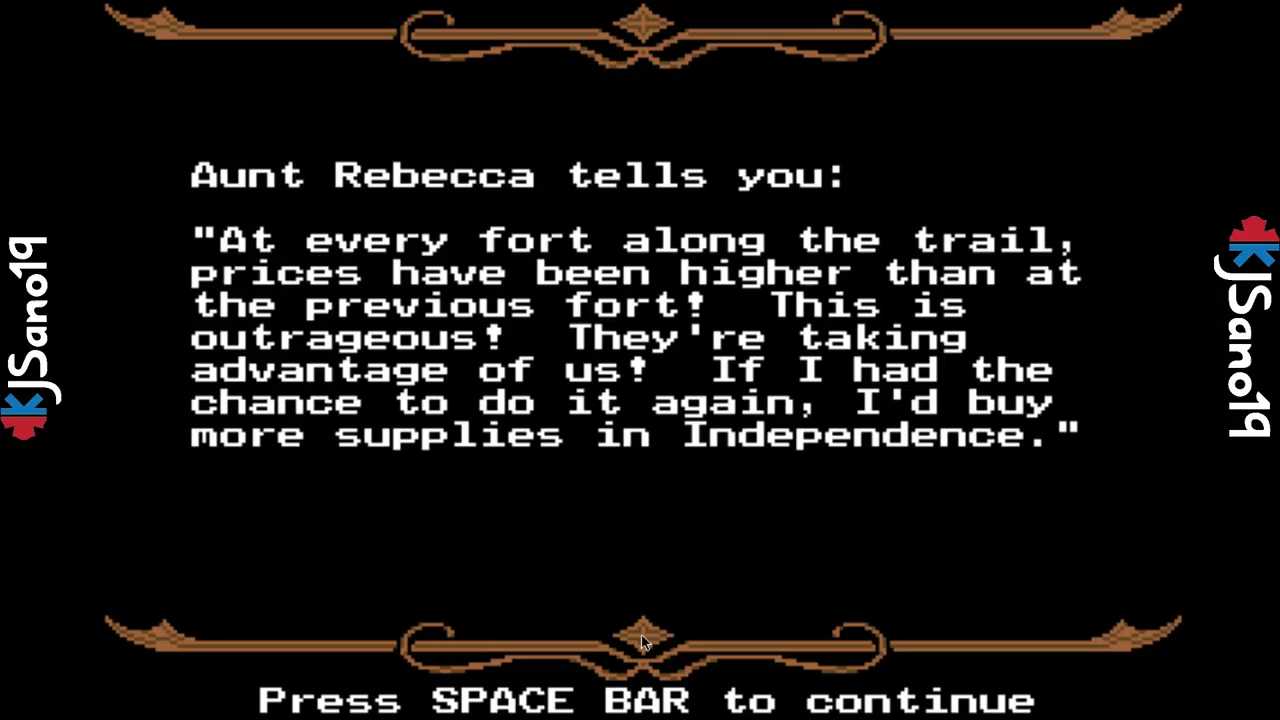 Aunt Rebecca tells you:
"At every fort along the trail,
prices have been higher than at
the previous fort!  This is
outrageous!  They're taking
advantage of us!  If I had the
chance to do it again, I'd buy
more supplies in Independence."
KJSano19
KJSano19
Press SPACE BAR to continue